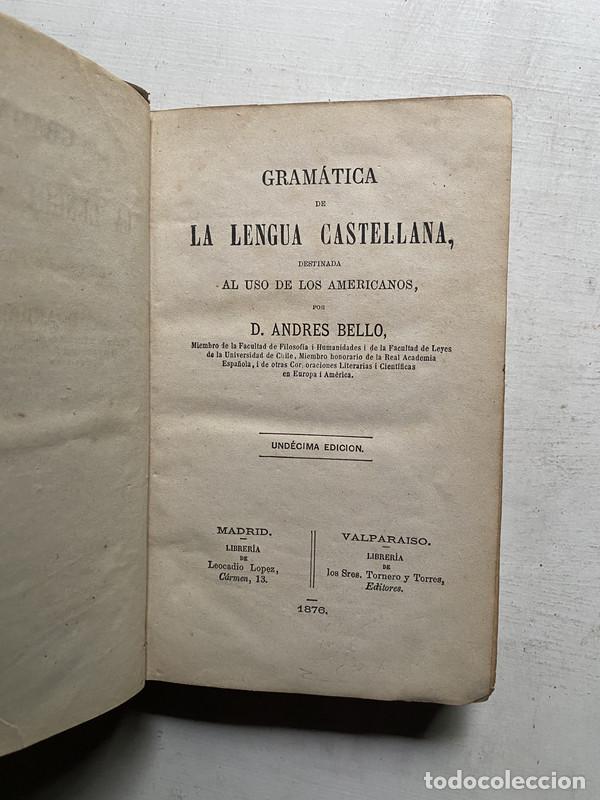 GRAMÁTICA
DE
LA LENGUA CASTELLANA,
DESTINADA
AL USO DE LOS AMERICANOS,
POR
D. ANDRES BELLO,
Miembro de la Facultad de Filosofía i Humanidades i de la Facultad de Leyes
de la Universidad de Chile, Miembro honorario de la Real Academia
Española, i de otras Cor oraciones Literarias i Científicas
en Europa i América.
UNDÉCIMA EDICION.
MADRID.
LIBRERÍA
DE
Leocadio Lopez,
Cármen, 13.
VALPARAISO.
LIBRERÍA
DE
los Sres. Tornero y Torres,
Editores.
1876.
todocoleccion